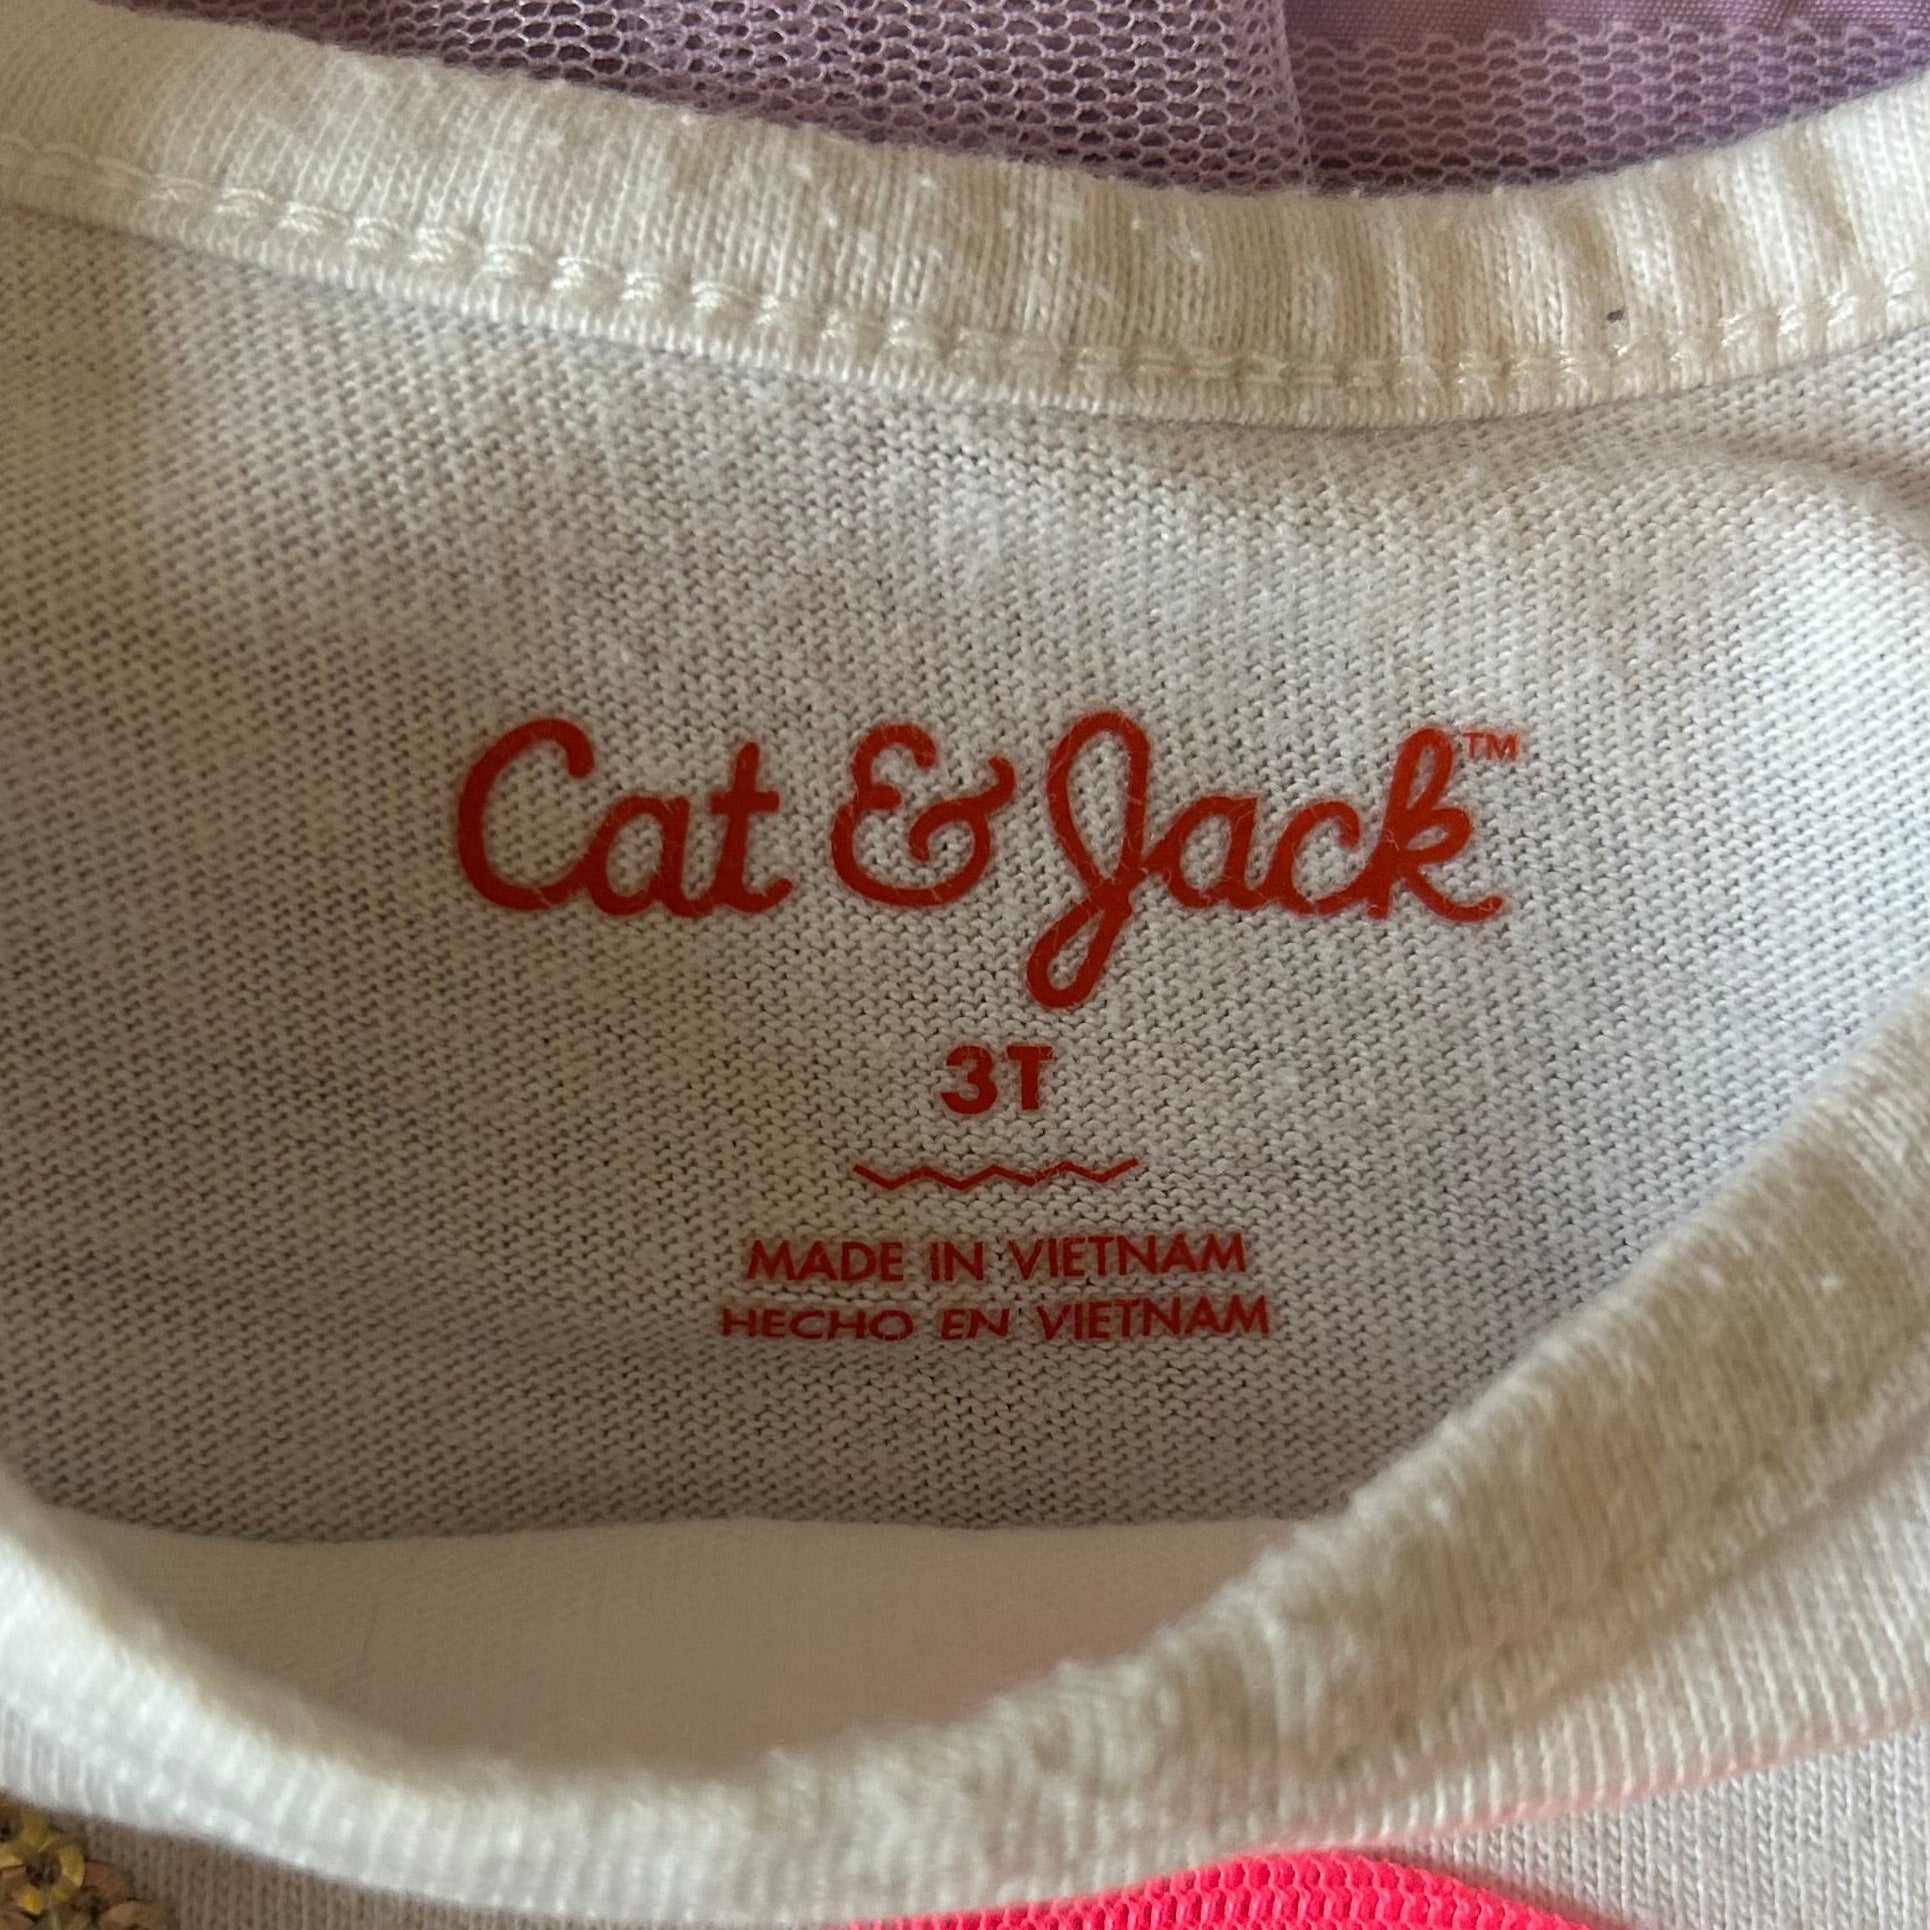 Cat & Jack™
3T
MADE IN VIETNAM
HECHO EN VIETNAM